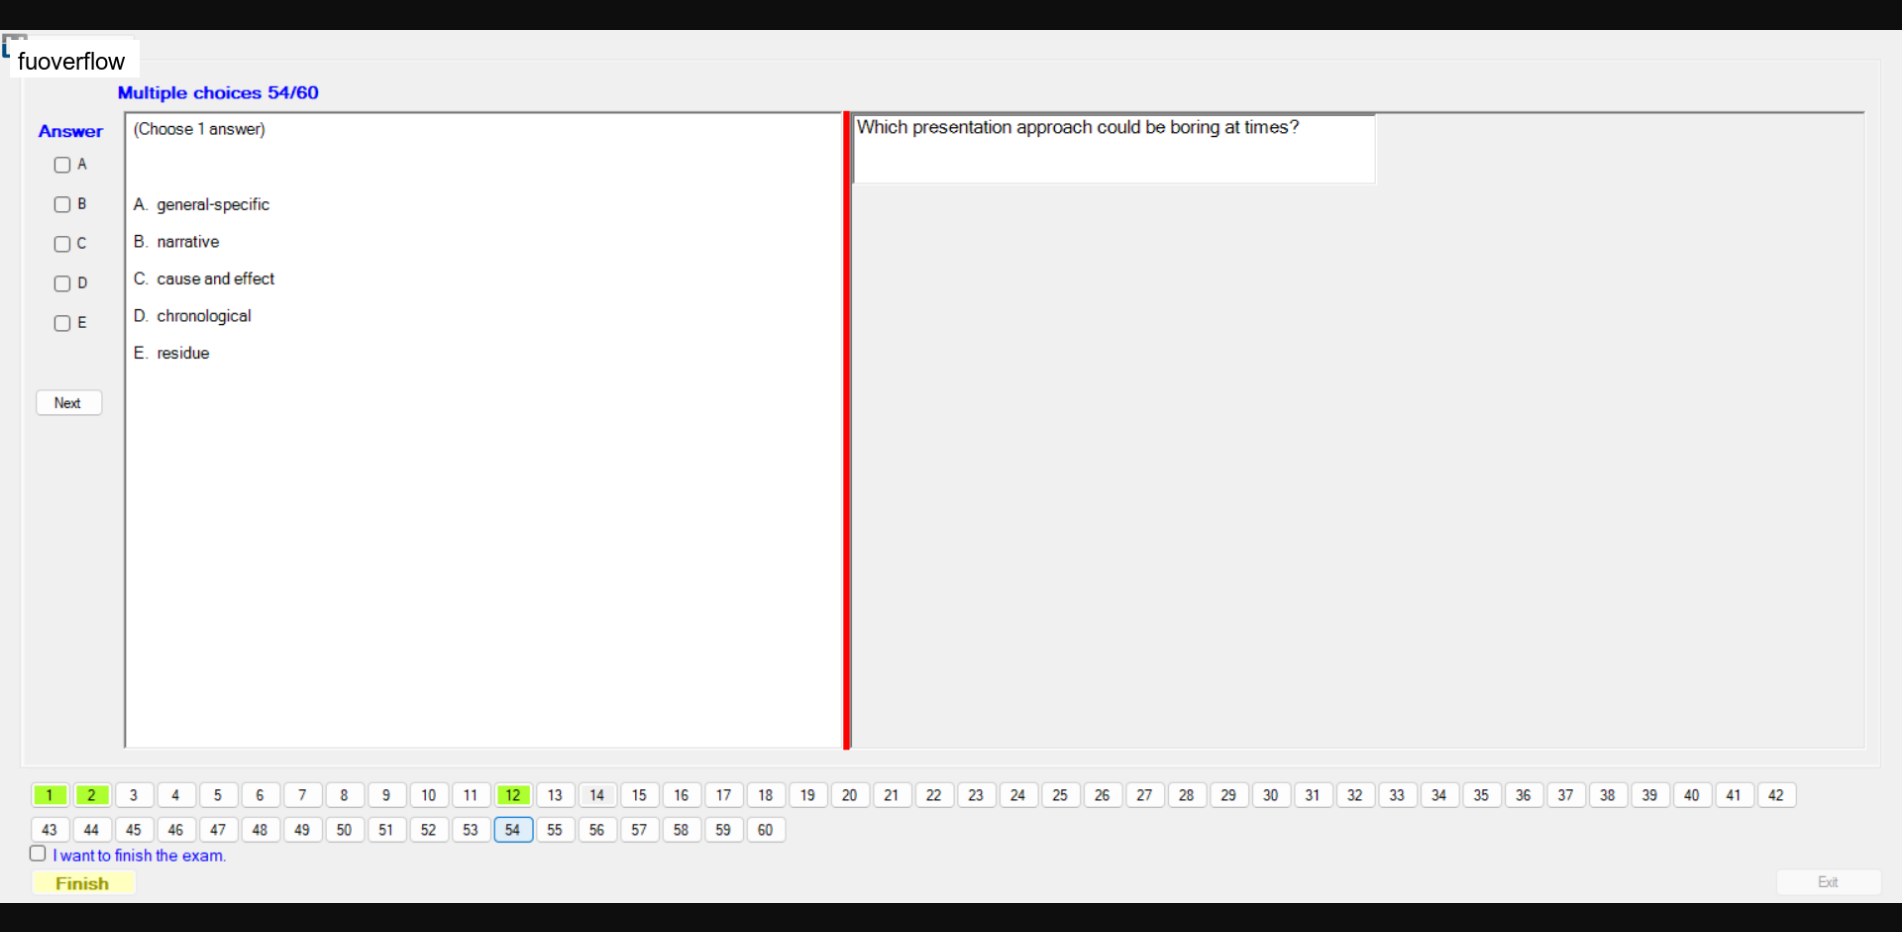 fuoverflow
Multiple choices 54/60
Answer
A
B
C
D
E
Next
(Choose 1 answer)
A. general-specific
B. narrative
C. cause and effect
D. chronological
E. residue
Which presentation approach could be boring at times?
1 2 3 4 5 6 7 8 9 10 11 12 13 14 15 16 17 18 19 20 21 22 23 24 25 26 27 28 29 30 31 32 33 34 35 36 37 38 39 40 41 42
43 44 45 46 47 48 49 50 51 52 53 54 55 56 57 58 59 60
I want to finish the exam.
Finish
Exit